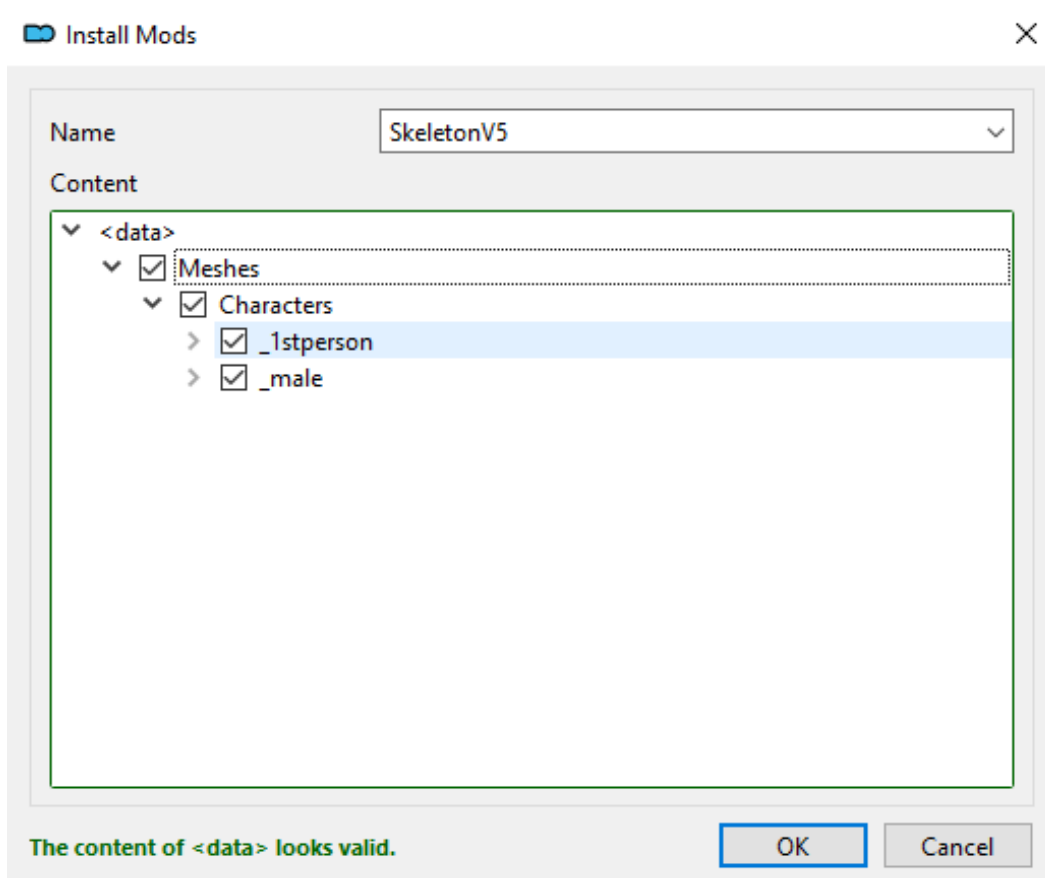 Install Mods
Name
SkeletonV5
Content
<data>
Meshes
Characters
_1stperson
_male
The content of <data> looks valid.
OK
Cancel